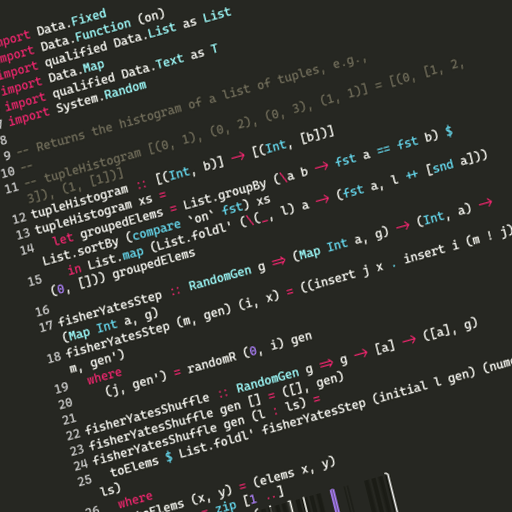 import Data.Fixed
import Data.Function (on)
import qualified Data.List as List
import Data.Map
import qualified Data.Text as T
7 import System.Random
8
9 -- Returns the histogram of a list of tuples, e.g.,
10 --
11 -- tupleHistogram [(0, 1), (0, 2), (0, 3), (1, 1)] = [(0, [1, 2,
3]), (1, [1])]
12 tupleHistogram :: [(Int, b)] → [(Int, [b])]
13 tupleHistogram xs =
14 let groupedElems = List.groupBy (\a b → fst a == fst b) $
List.sortBy (compare `on` fst) xs
15 in List.map (List.foldl' (\(_, l) a → (fst a, l ++ [snd a]))
(0, [])) groupedElems
16
17 fisherYatesStep :: RandomGen g ⇒ (Map Int a, g) → (Int, a) →
(Map Int a, g)
18 fisherYatesStep (m, gen) (i, x) = ((insert j x . insert i (m ! j)
m, gen')
19 where
20 (j, gen') = randomR (0, i) gen
21
22 fisherYatesShuffle :: RandomGen g ⇒ g → [a] → ([a], g)
23 fisherYatesShuffle gen [] = ([], gen)
24 fisherYatesShuffle gen (l : ls) =
25 toElems $ List.foldl' fisherYatesStep (initial l gen) (num
ls)
26 where
Elems (x, y) = (elems x, y)
= zip [1 ..]